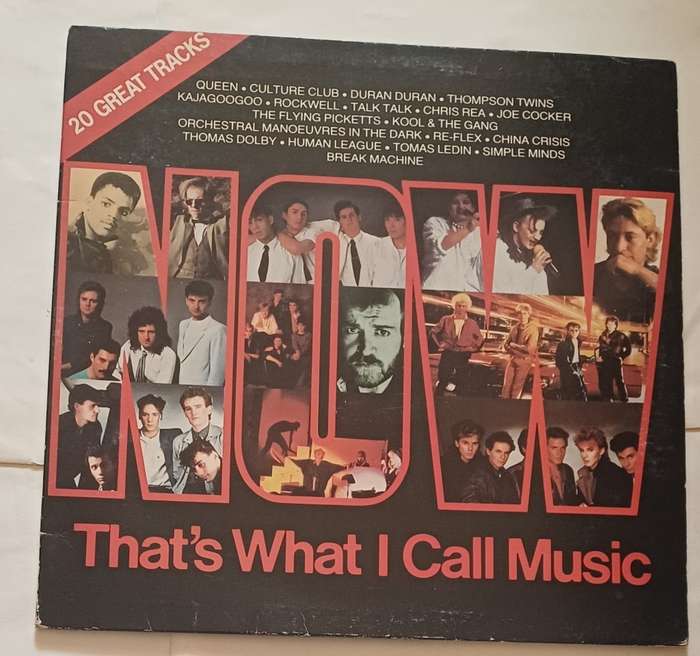 20 GREAT TRACKS
QUEEN • CULTURE CLUB • DURAN DURAN • THOMPSON TWINS
KAJAGOOGOO • ROCKWELL • TALK TALK • CHRIS REA • JOE COCKER
THE FLYING PICKETTS • KOOL & THE GANG
ORCHESTRAL MANOEUVRES IN THE DARK • RE-FLEX • CHINA CRISIS
THOMAS DOLBY • HUMAN LEAGUE • TOMAS LEDIN • SIMPLE MINDS
BREAK MACHINE
NOW
That's What I Call Music